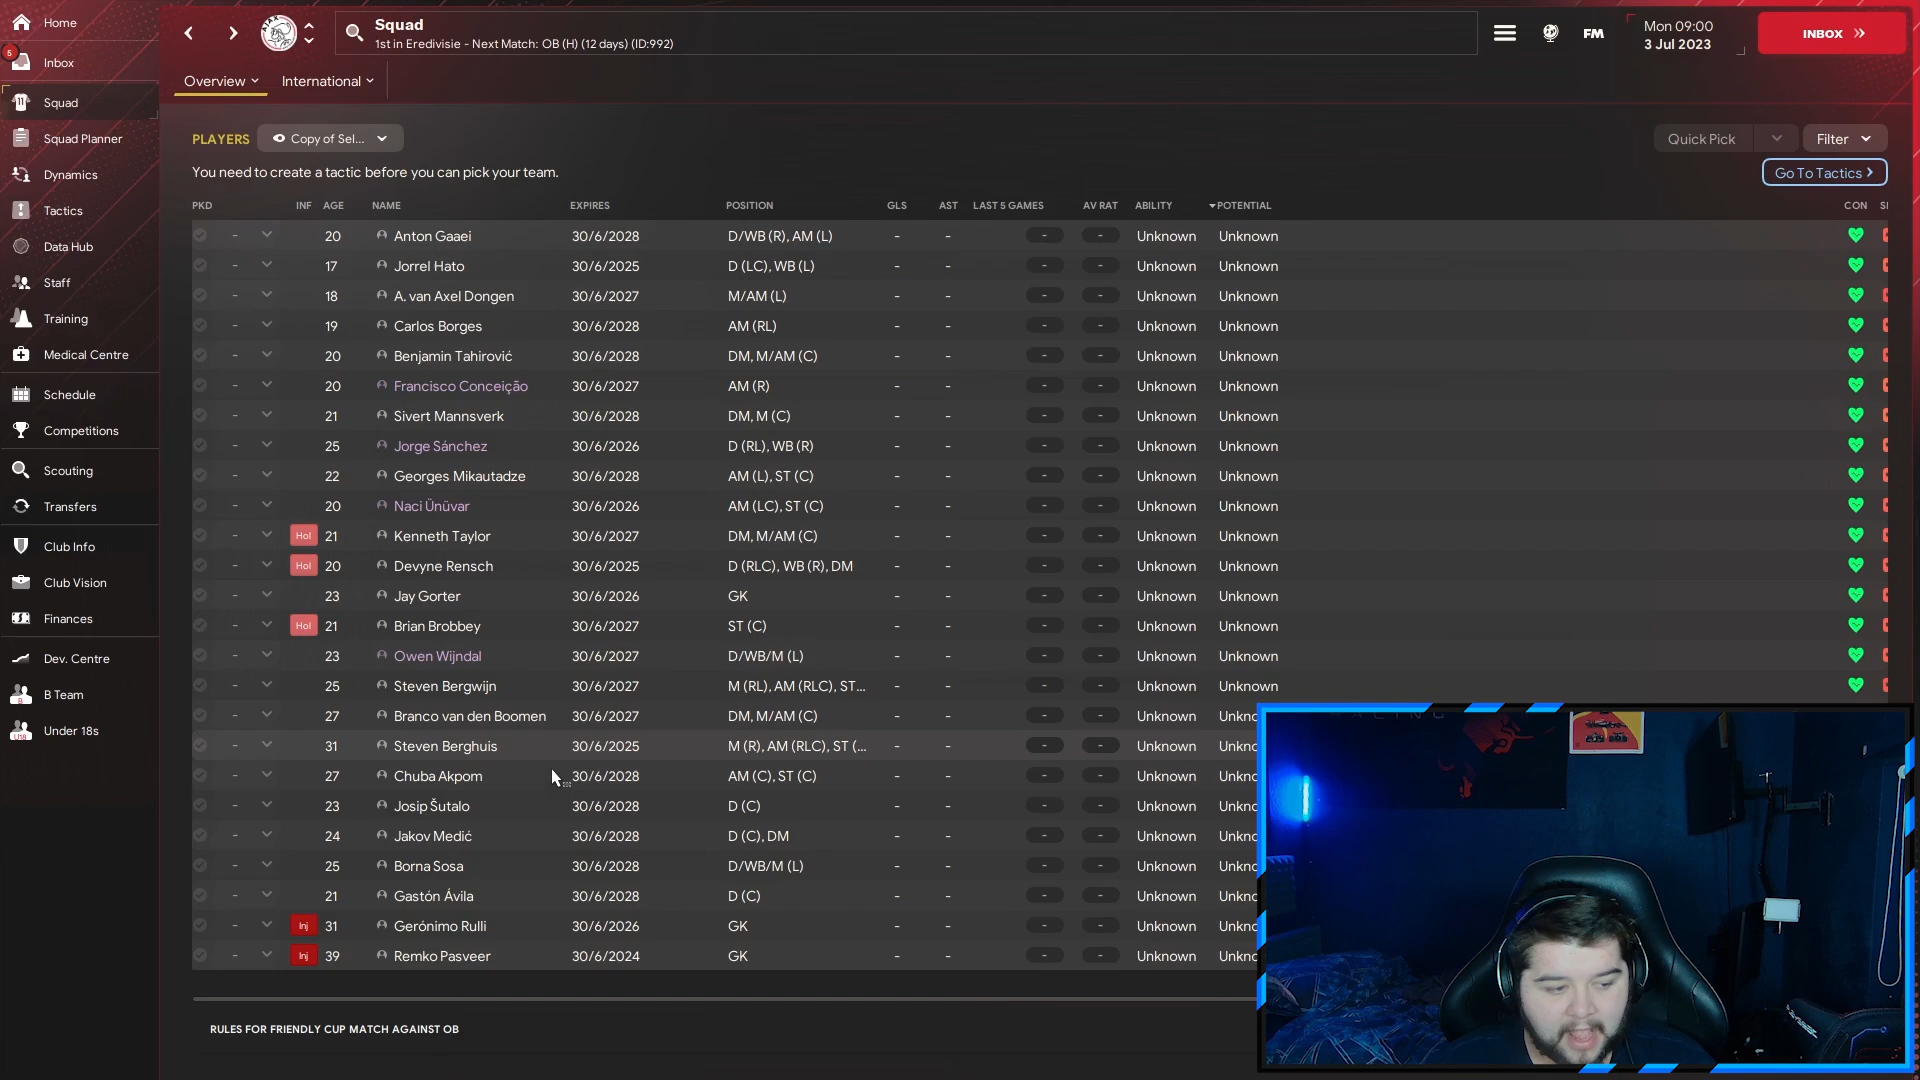 Home
5
Inbox
Squad
Squad Planner
Dynamics
Tactics
Data Hub
Staff
Training
Medical Centre
Schedule
Competitions
Scouting
Transfers
Club Info
Club Vision
Finances
Dev. Centre
B Team
Under 18s
AJAX
Squad
1st in Eredivisie - Next Match: OB (H) (12 days) (ID:992)
FM
Mon 09:00
3 Jul 2023
INBOX
Overview International
PLAYERS Copy of Sel... Quick Pick Filter
You need to create a tactic before you can pick your team. Go To Tactics
PKD INF AGE NAME EXPIRES POSITION GLS AST LAST 5 GAMES AV RAT ABILITY POTENTIAL CON
- 20 Anton Gaaei 30/6/2028 D/WB (R), AM (L) - - - - Unknown Unknown
- 17 Jorrel Hato 30/6/2025 D (LC), WB (L) - - - - Unknown Unknown
- 18 A. van Axel Dongen 30/6/2027 M/AM (L) - - - - Unknown Unknown
- 19 Carlos Borges 30/6/2028 AM (RL) - - - - Unknown Unknown
- 20 Benjamin Tahirović 30/6/2028 DM, M/AM (C) - - - - Unknown Unknown
- 20 Francisco Conceição 30/6/2027 AM (R) - - - - Unknown Unknown
- 21 Sivert Mannsverk 30/6/2028 DM, M (C) - - - - Unknown Unknown
- 25 Jorge Sánchez 30/6/2026 D (RL), WB (R) - - - - Unknown Unknown
- 22 Georges Mikautadze 30/6/2028 AM (L), ST (C) - - - - Unknown Unknown
- 20 Naci Ünüvar 30/6/2026 AM (LC), ST (C) - - - - Unknown Unknown
- Hol 21 Kenneth Taylor 30/6/2027 DM, M/AM (C) - - - - Unknown Unknown
- Hol 20 Devyne Rensch 30/6/2025 D (RLC), WB (R), DM - - - - Unknown Unknown
- 23 Jay Gorter 30/6/2026 GK - - - - Unknown Unknown
- Hol 21 Brian Brobbey 30/6/2027 ST (C) - - - - Unknown Unknown
- 23 Owen Wijndal 30/6/2027 D/WB/M (L) - - - - Unknown Unknown
- 25 Steven Bergwijn 30/6/2027 M (RL), AM (RLC), ST... - - - - Unknown Unknown
- 27 Branco van den Boomen 30/6/2027 DM, M/AM (C) - - - - Unknown Unkno
- 31 Steven Berghuis 30/6/2025 M (R), AM (RLC), ST (... - - - - Unknown Unkno
- 27 Chuba Akpom 30/6/2028 AM (C), ST (C) - - - - Unknown Unkno
- 23 Josip Šutalo 30/6/2028 D (C) - - - - Unknown Unkno
- 24 Jakov Medić 30/6/2028 D (C), DM - - - - Unknown Unkno
- 25 Borna Sosa 30/6/2028 D/WB/M (L) - - - - Unknown Unkno
- 21 Gastón Ávila 30/6/2028 D (C) - - - - Unknown Unkno
- Inj 31 Gerónimo Rulli 30/6/2026 GK - - - - Unknown Unkno
- Inj 39 Remko Pasveer 30/6/2024 GK - - - - Unknown Unkno
RULES FOR FRIENDLY CUP MATCH AGAINST OB